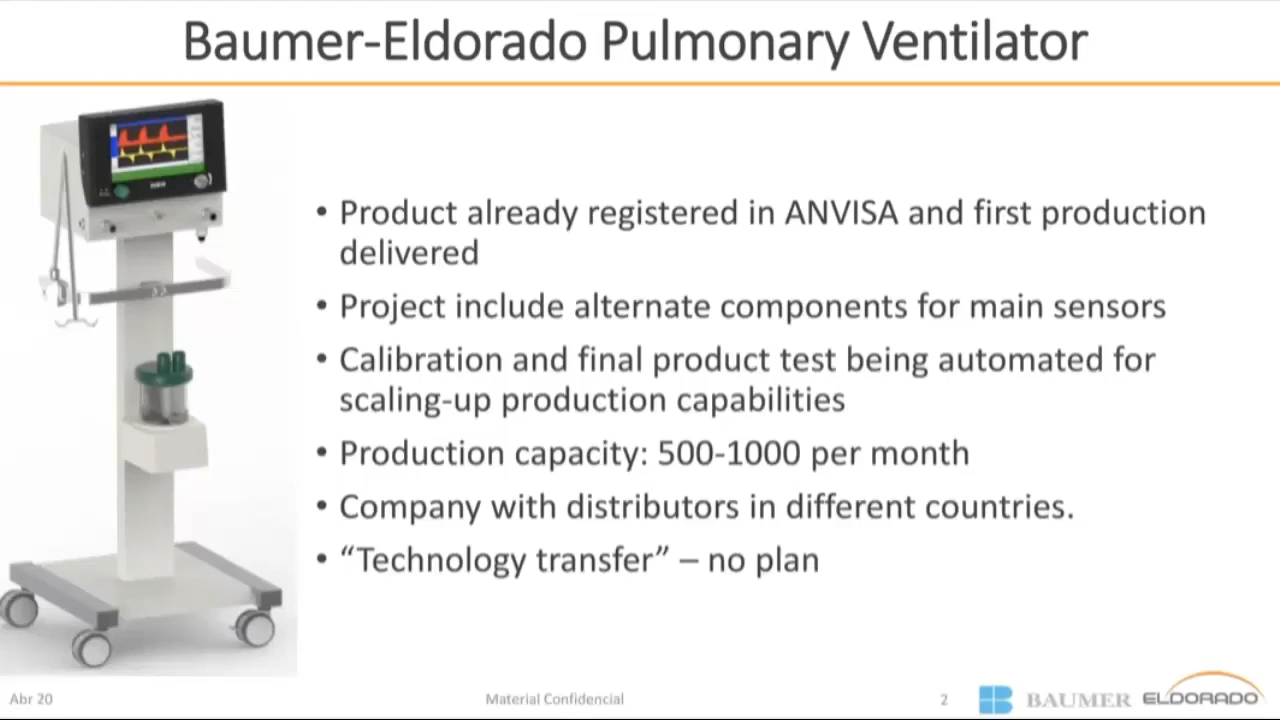 Baumer-Eldorado Pulmonary Ventilator
• Product already registered in ANVISA and first production
delivered
• Project include alternate components for main sensors
• Calibration and final product test being automated for
scaling-up production capabilities
• Production capacity: 500-1000 per month
• Company with distributors in different countries.
• “Technology transfer” – no plan
Abr 20
Material Confidencial
2
BAUMER
ELDORADO